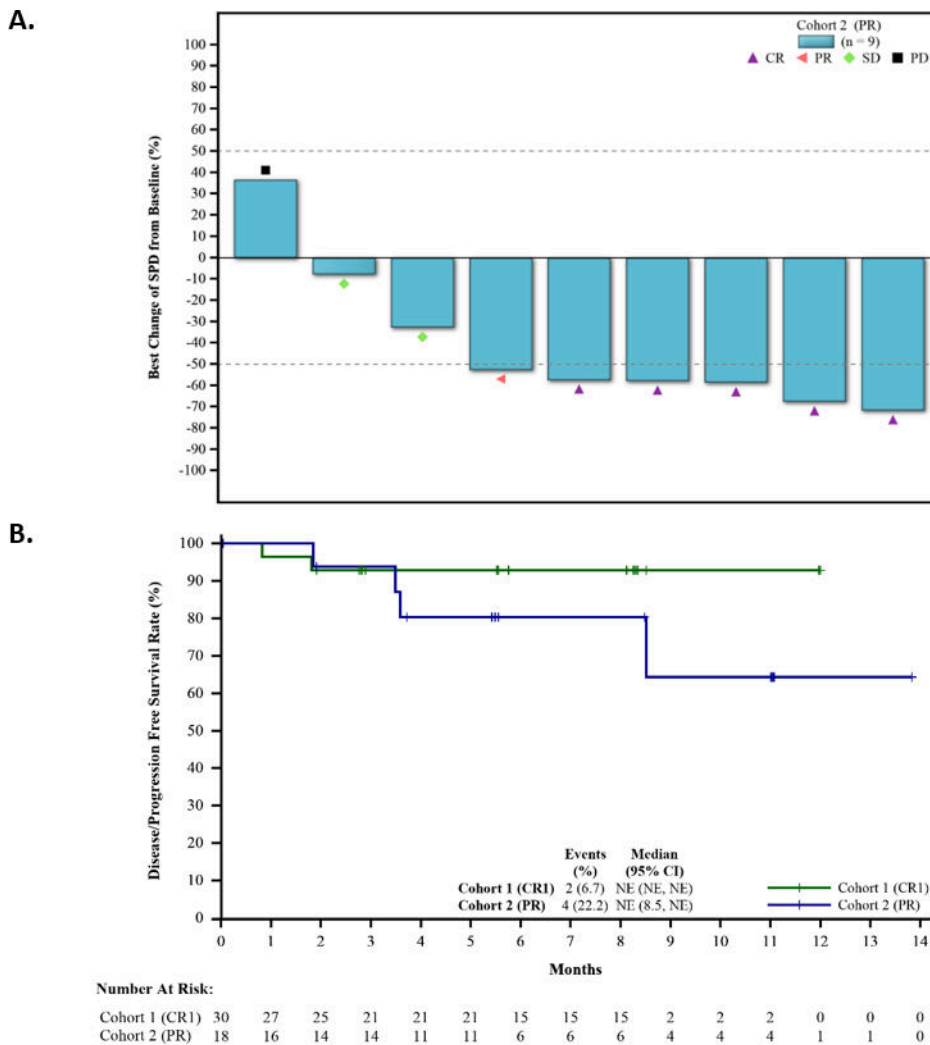 A.
Cohort 2 (PR)
(n = 9)
CR PR SD PD
Best Change of SPD from Baseline (%)
100
90
80
70
60
50
40
30
20
10
0
-10
-20
-30
-40
-50
-60
-70
-80
-90
-100
B.
Disease/Progression Free Survival Rate (%)
100
90
80
70
60
50
40
30
20
10
0
Events Median
(%) (95% CI)
Cohort 1 (CR1) 2 (6.7) NE (NE, NE)
Cohort 2 (PR) 4 (22.2) NE (8.5, NE)
Cohort 1 (CR1)
Cohort 2 (PR)
0 1 2 3 4 5 6 7 8 9 10 11 12 13 14
Months
Number At Risk:
Cohort 1 (CR1) 30 27 25 21 21 21 15 15 15 2 2 2 0 0 0
Cohort 2 (PR) 18 16 14 14 11 11 6 6 6 4 4 4 1 1 0